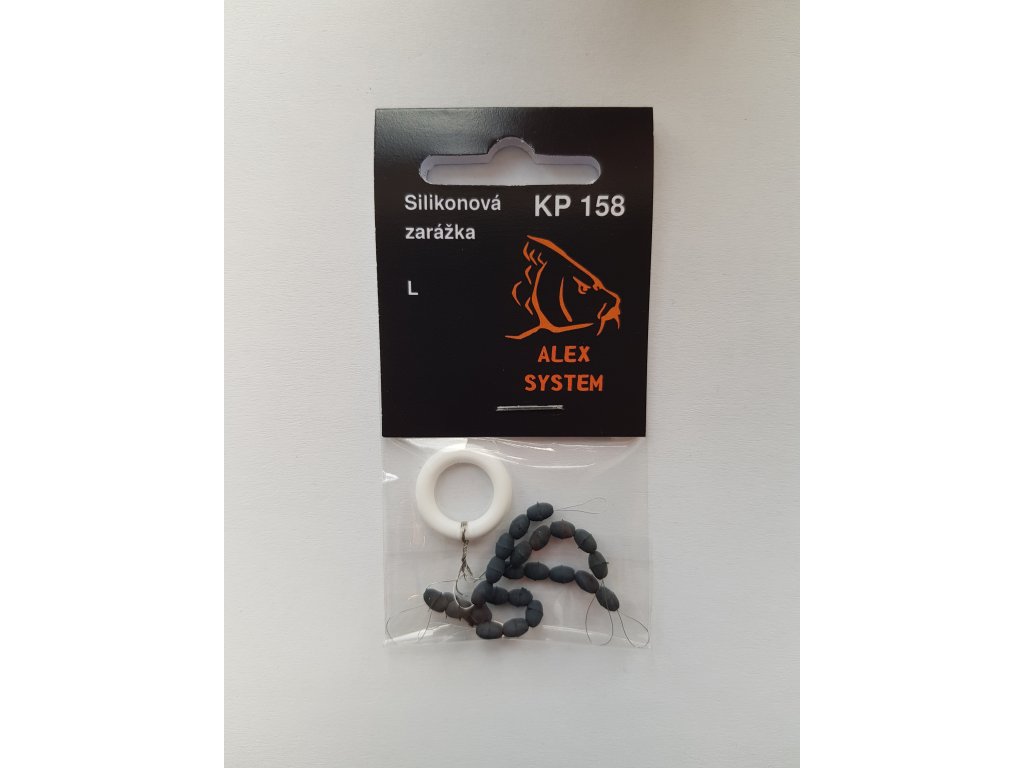 Silikonová
zarážka
KP 158
L
ALEX
SYSTEM